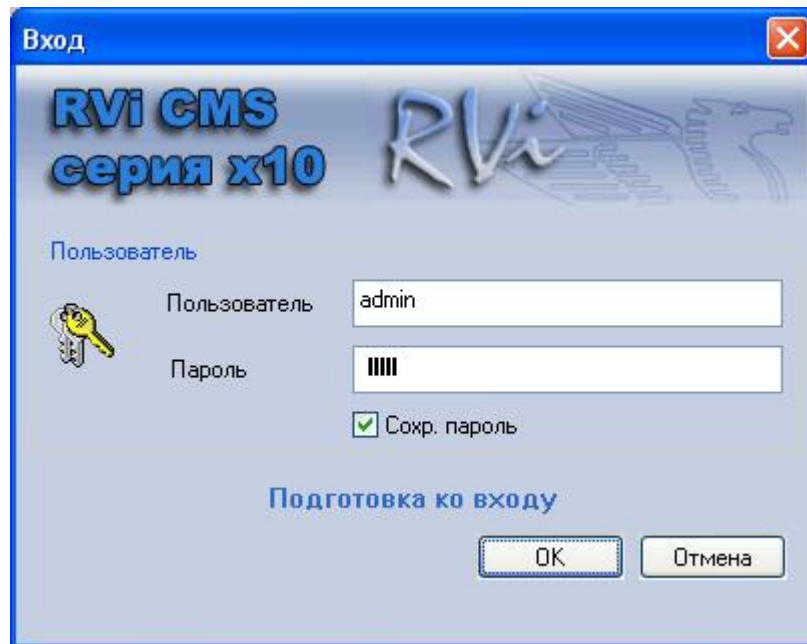 Вход
RVi CMS
серия x10
RVi
Пользователь
Пользователь admin
Пароль
Сохр. пароль
Подготовка ко входу
OK Отмена